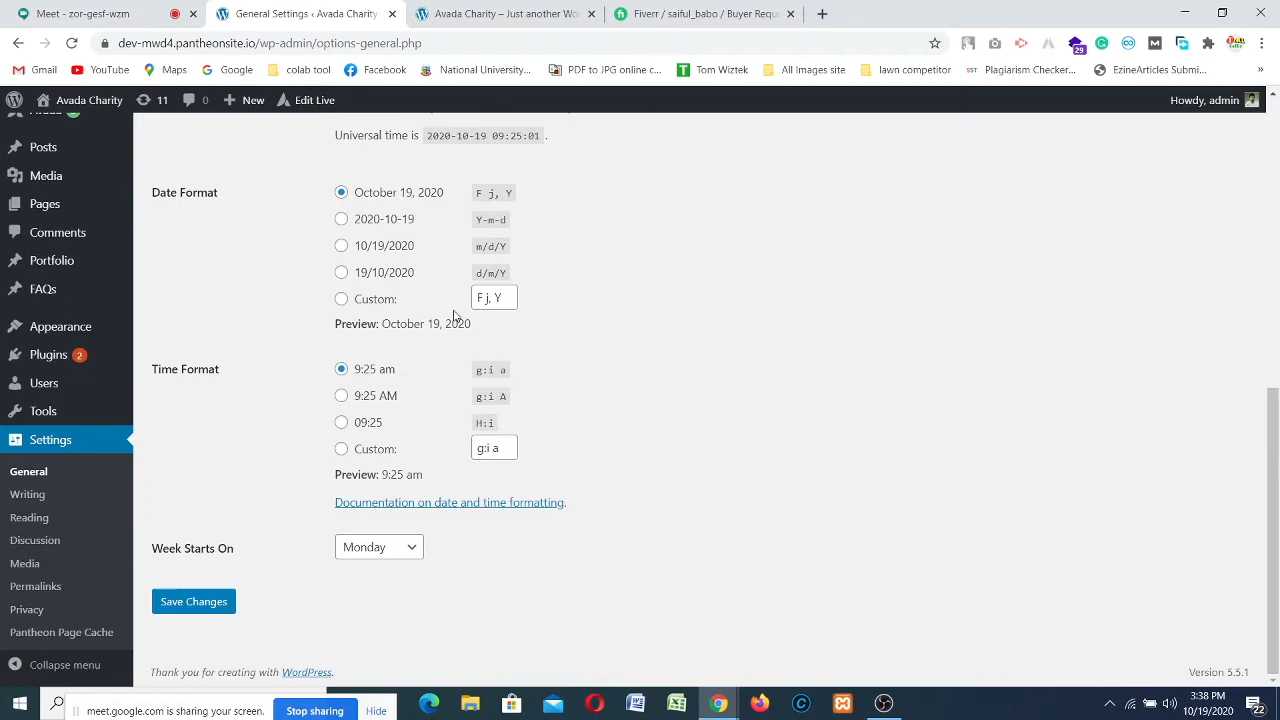 Meet - zor-gesf-wzm
General Settings ‹ Avada Charity
Avada Charity – Just another Wo
Fiverr / saiful_babo / Buyer Requ
dev-mwd4.pantheonsite.io/wp-admin/options-general.php
29
Gmail YouTube Maps Google colab tool Facebook National University... PDF to JPG online c... Tom Wiztek All Images site lawn competitor SST Plagiarism Checker... EzineArticles Submi... »
Avada Charity 11 0 New Edit Live Howdy, admin
Universal time is 2020-10-19 09:25:01 .
Posts
Media
Pages
Comments
Portfolio
FAQs
Appearance
Plugins 2
Users
Tools
Settings
General
Writing
Reading
Discussion
Media
Permalinks
Privacy
Pantheon Page Cache
Collapse menu
Date Format
October 19, 2020 F j, Y
2020-10-19 Y-m-d
10/19/2020 m/d/Y
19/10/2020 d/m/Y
Custom: F j, Y
Preview: October 19, 2020
Time Format
9:25 am g:i a
9:25 AM g:i A
09:25 H:i
Custom: g:i a
Preview: 9:25 am
Documentation on date and time formatting.
Week Starts On Monday
Save Changes
Thank you for creating with WordPress. Version 5.5.1
meet.google.com is sharing your screen. Stop sharing Hide
3:38 PM
10/19/2020
22